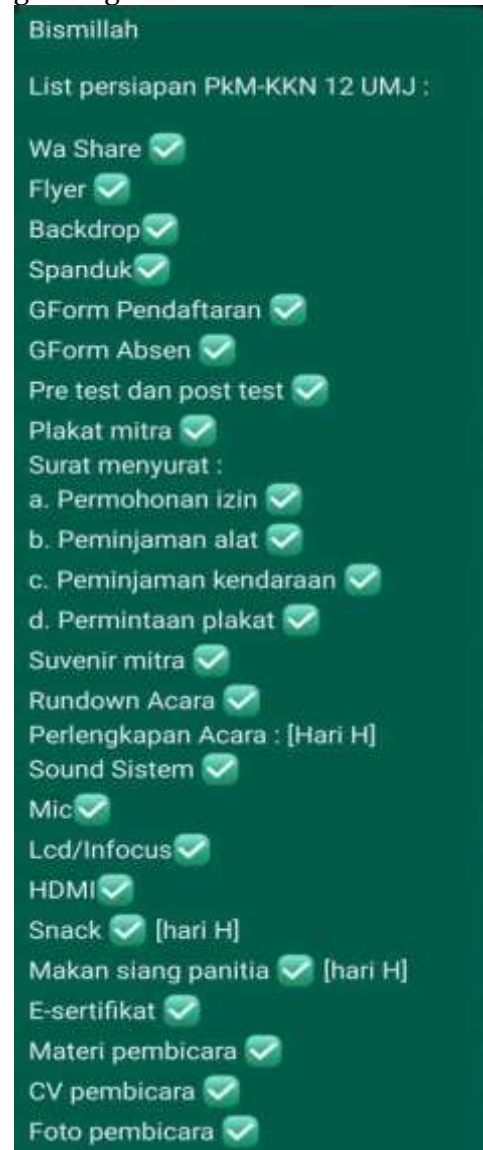 Bismillah
List persiapan PkM-KKN 12 UMJ :
Wa Share ✅
Flyer ✅
Backdrop✅
Spanduk✅
GForm Pendaftaran ✅
GForm Absen ✅
Pre test dan post test ✅
Plakat mitra ✅
Surat menyurat :
a. Permohonan izin ✅
b. Peminjaman alat ✅
c. Peminjaman kendaraan ✅
d. Permintaan plakat ✅
Suvenir mitra ✅
Rundown Acara ✅
Perlengkapan Acara : [Hari H]
Sound Sistem ✅
Mic✅
Lcd/Infocus✅
HDMI✅
Snack ✅ [hari H]
Makan siang panitia ✅ [hari H]
E-sertifikat ✅
Materi pembicara ✅
CV pembicara ✅
Foto pembicara ✅